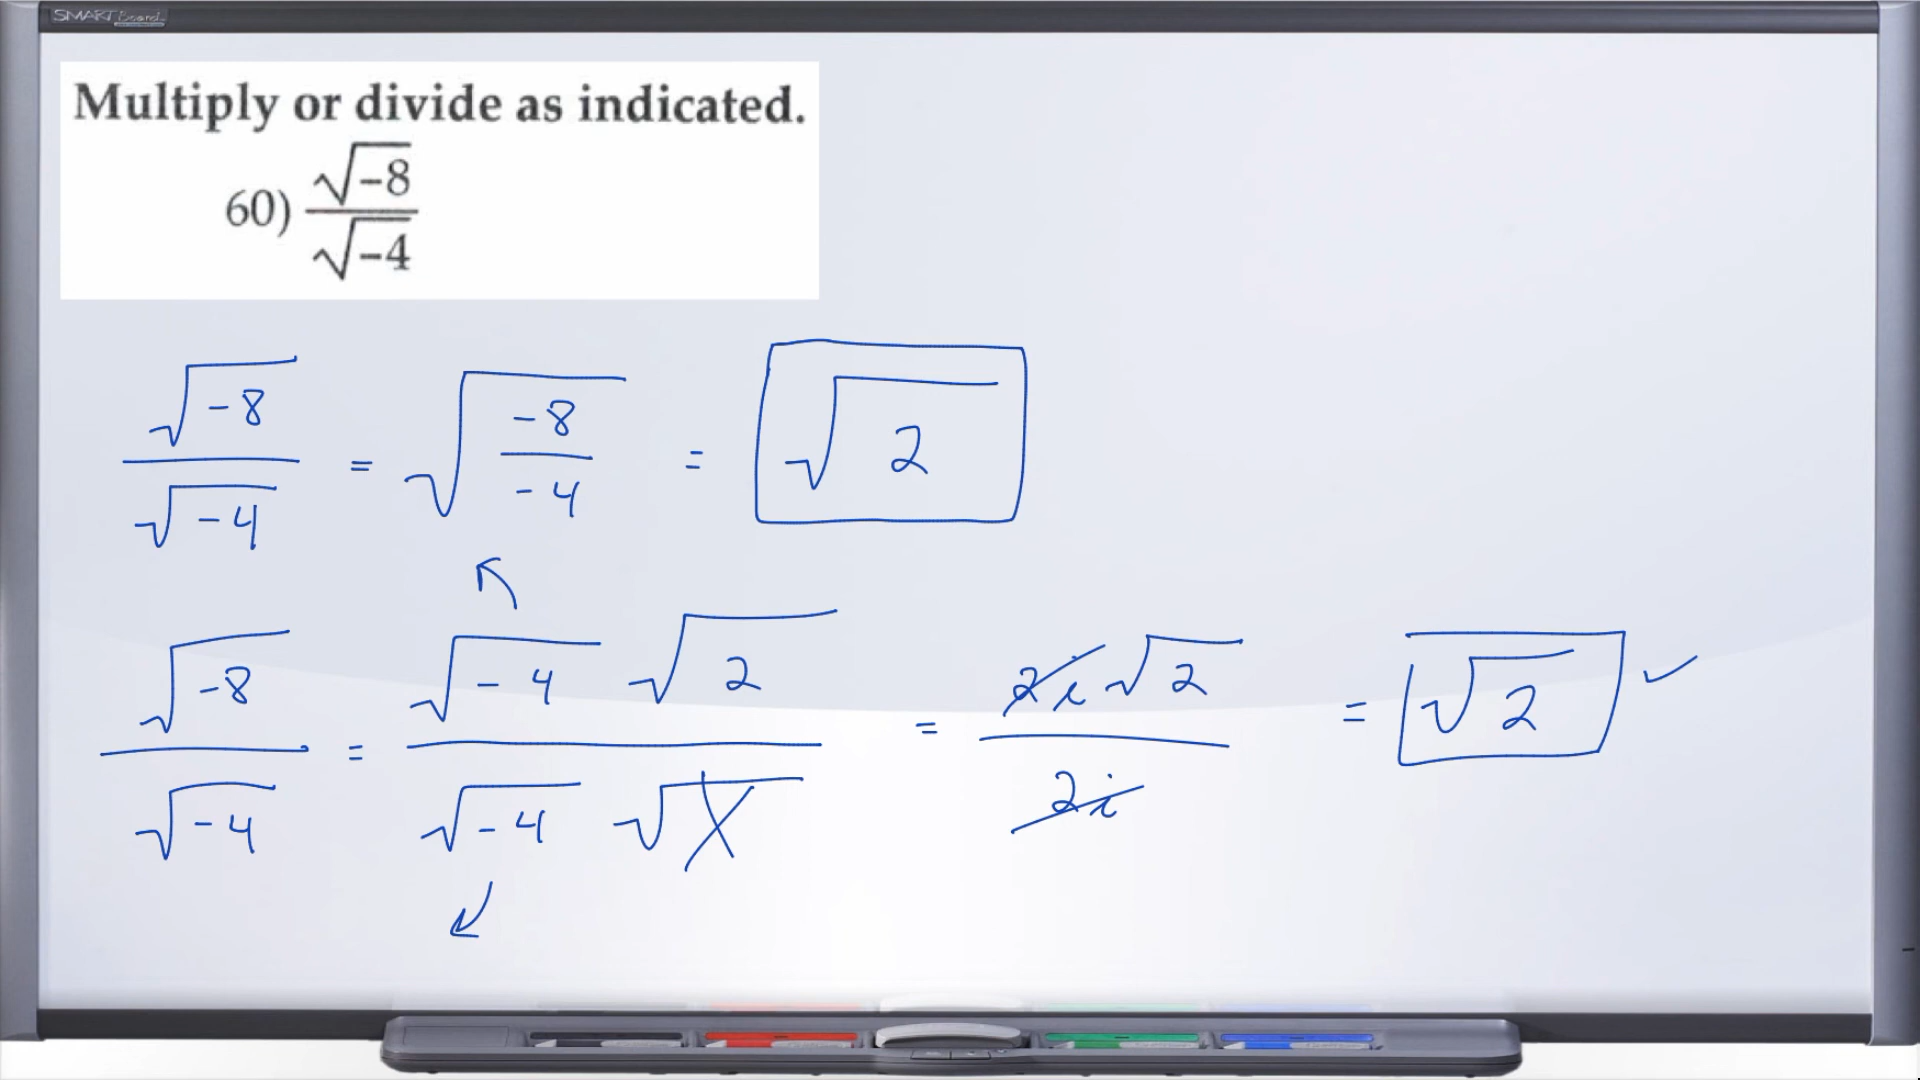 SMART Board
Multiply or divide as indicated.
60) √-8 / √-4
√-8 / √-4 = √(-8 / -4) = √2
√-8 / √-4 = √-4 √2 / √-4 √1 = 2i√2 / 2i = √2 ✓